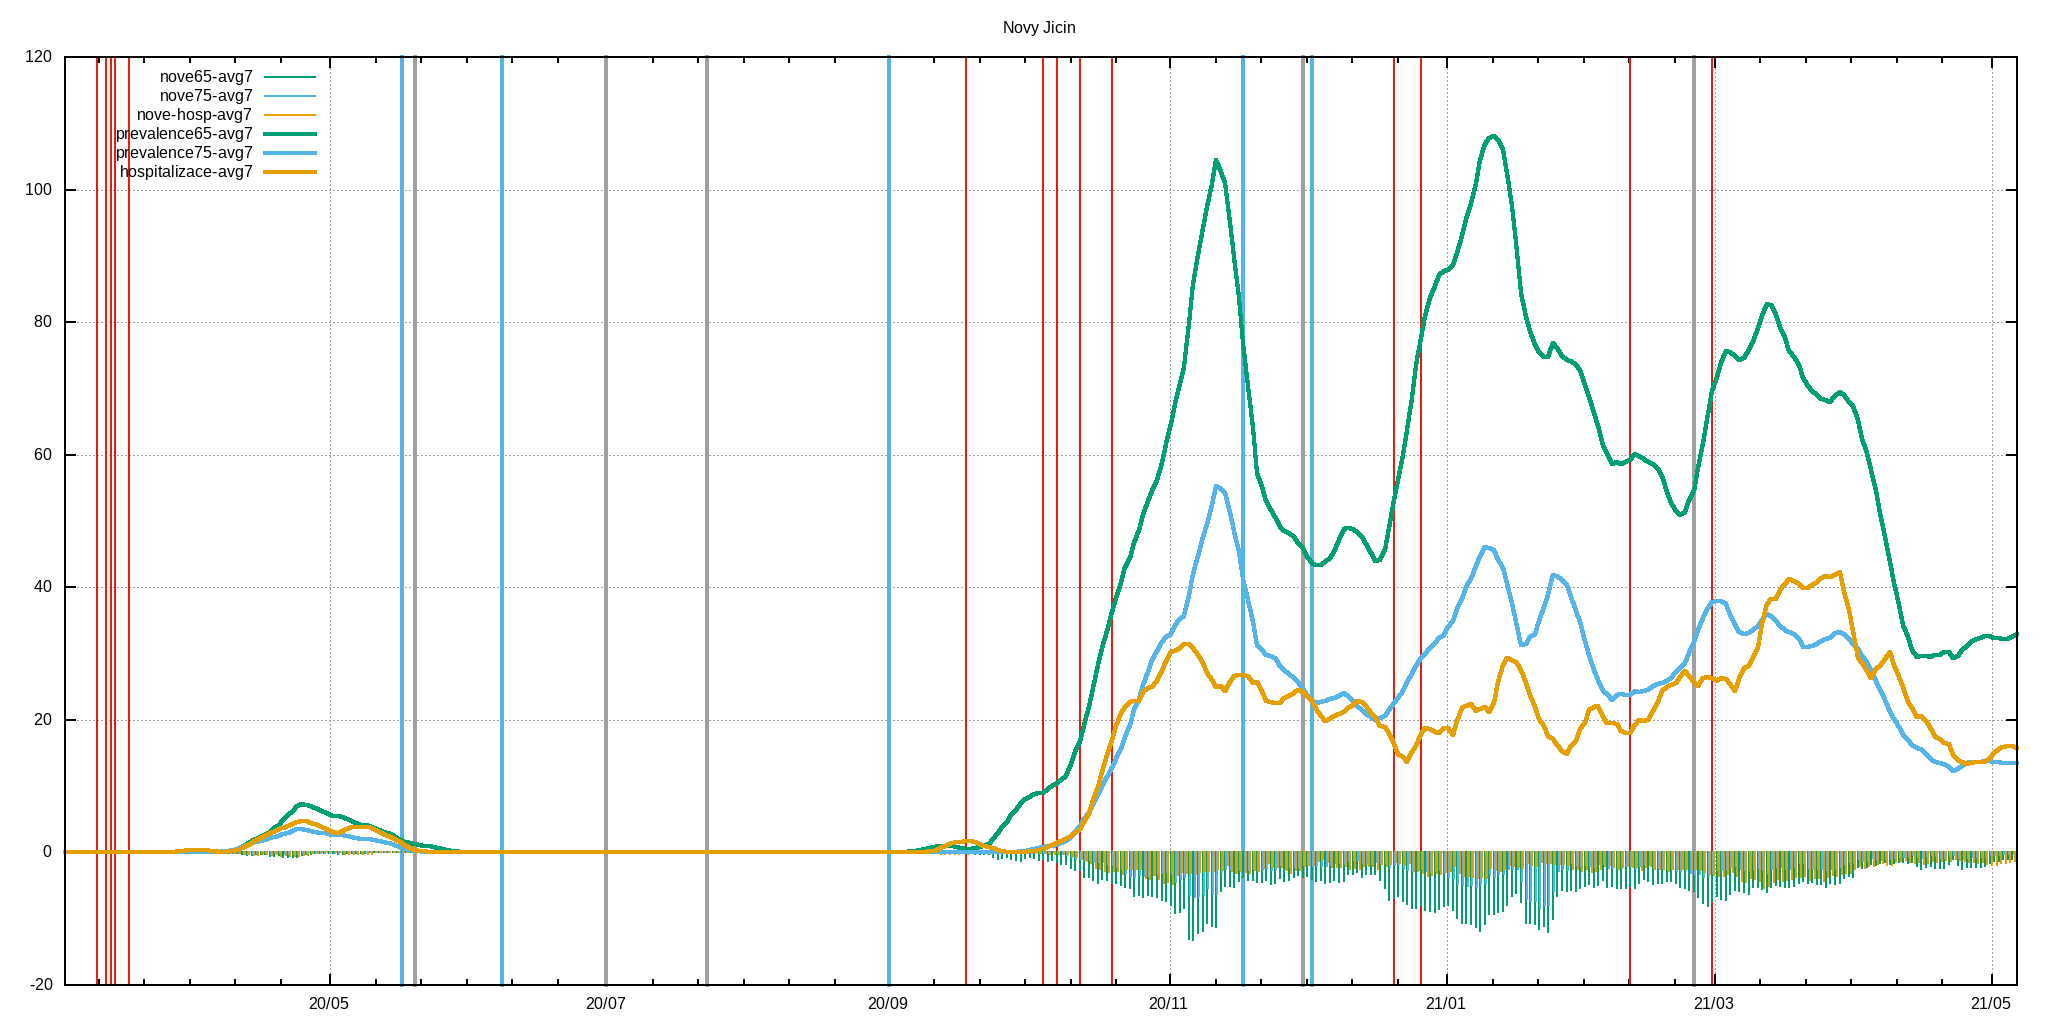 Novy Jicin
120
100
80
60
40
20
0
-20
nove65-avg7
nove75-avg7
nove-hosp-avg7
prevalence65-avg7
prevalence75-avg7
hospitalizace-avg7
20/05 20/07 20/09 20/11 21/01 21/03 21/05